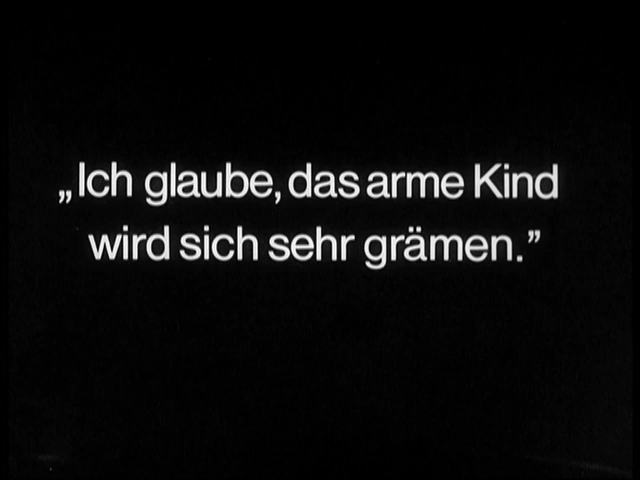 „Ich glaube, das arme Kind
wird sich sehr grämen.”